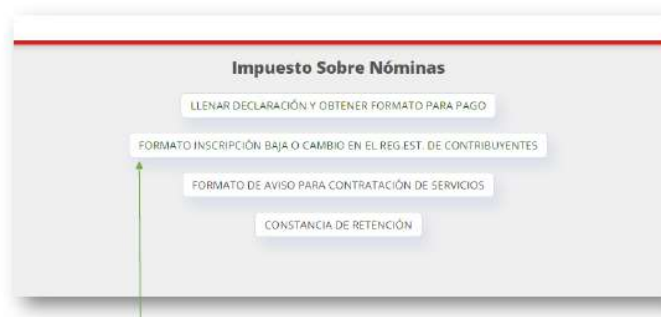 Impuesto Sobre Nóminas
LLENAR DECLARACIÓN Y OBTENER FORMATO PARA PAGO
FORMATO INSCRIPCIÓN BAJA O CAMBIO EN EL REG.EST. DE CONTRIBUYENTES
FORMATO DE AVISO PARA CONTRATACIÓN DE SERVICIOS
CONSTANCIA DE RETENCIÓN